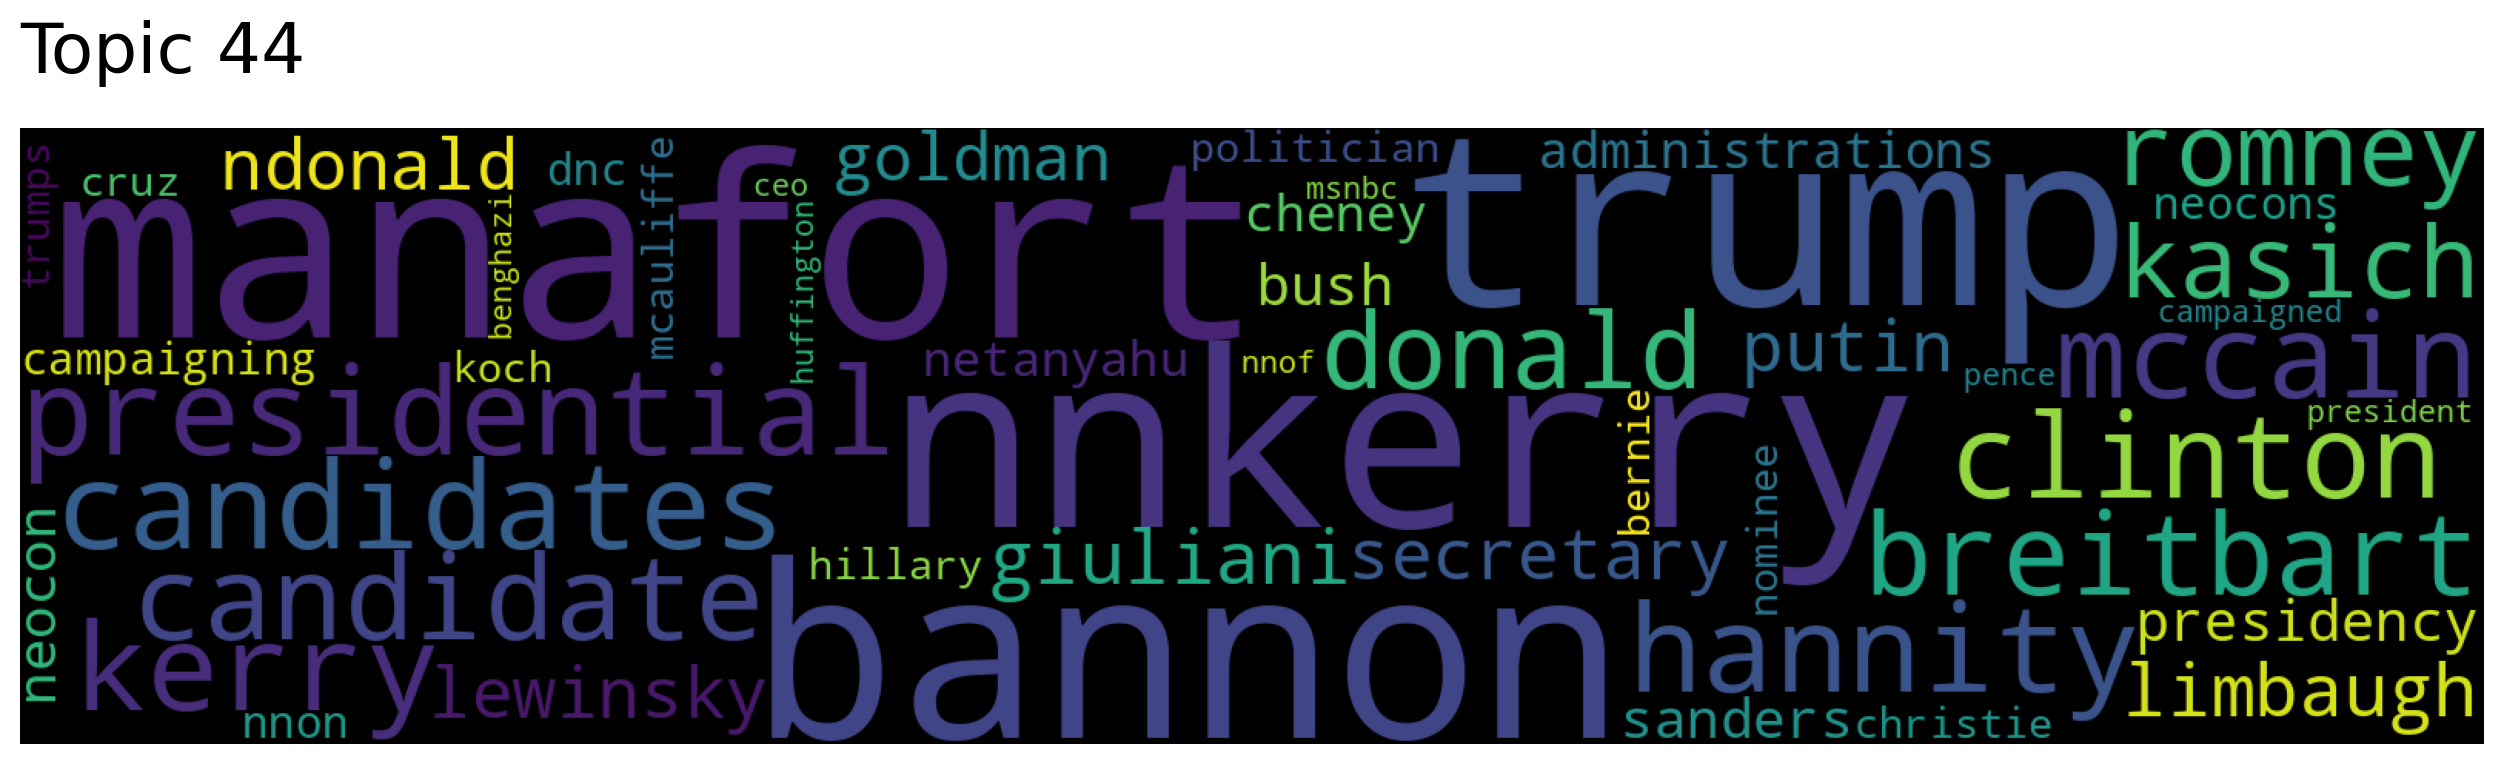 Topic 44
trumps
cruz
ndonald
dnc
mcauliffe
ceo
goldman
politician
msnbc
administrations
romney
manafort
benghazi
huffington
cheney
trump
neocons
bush
kasich
campaigning
koch
netanyahu
nnof
donald
putin
campaigned
pence
mccain
presidential
nnkerry
bernie
president
clinton
candidates
nominee
neocon
candidate
hillary
giuliani
secretary
breitbart
kerry
lewinsky
bannon
hannity
presidency
limbaugh
nnon
sanders
christie